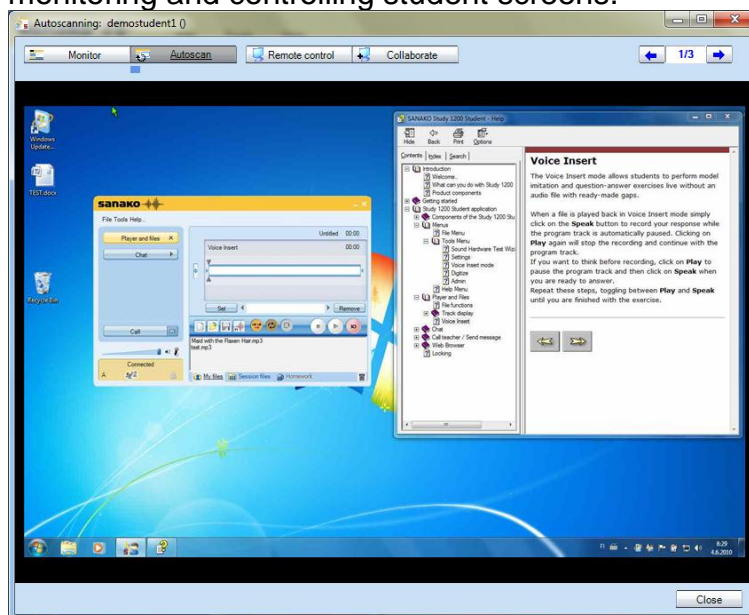 monitoring and controlling student screens.
Autoscanning: demostudent1 ()
Monitor
Autoscan
Remote control
Collaborate
1/3
Windows
Update...
TEST.docx
Recycle Bin
sanako
File Tools Help..
Player and files
Chat
Call
Connected
A
Untitled 00:00
Voice Insert 00:00
Set
Remove
Maid with the Flaxen Hair.mp3
test.mp3
My files
Session files
Homework
SANAKO Study 1200 Student - Help
Hide Back Print Options
Contents Index Search
Introduction
Welcome..
What can you do with Study 1200
Product components
Getting started
Study 1200 Student application
Components of the Study 1200 Stu
Menus
File Menu
Tools Menu
Sound Hardware Test Wiz
Settings
Voice Insert mode
Digitize
Admin
Help Menu
Player and Files
File functions
Track display
Voice Insert
Chat
Call teacher / Send message
Web Browser
Locking
Voice Insert
The Voice Insert mode allows students to perform model
imitation and question-answer exercises live without an
audio file with ready-made gaps.
When a file is played back in Voice Insert mode simply
click on the Speak button to record your response while
the program track is automatically paused. Clicking on
Play again will stop the recording and continue with the
program track.
If you want to think before recording, click on Play to
pause the program track and then click on Speak when
you are ready to answer.
Repeat these steps, toggling between Play and Speak
until you are finished with the exercise.
FI
8:29
4.6.2010
Close